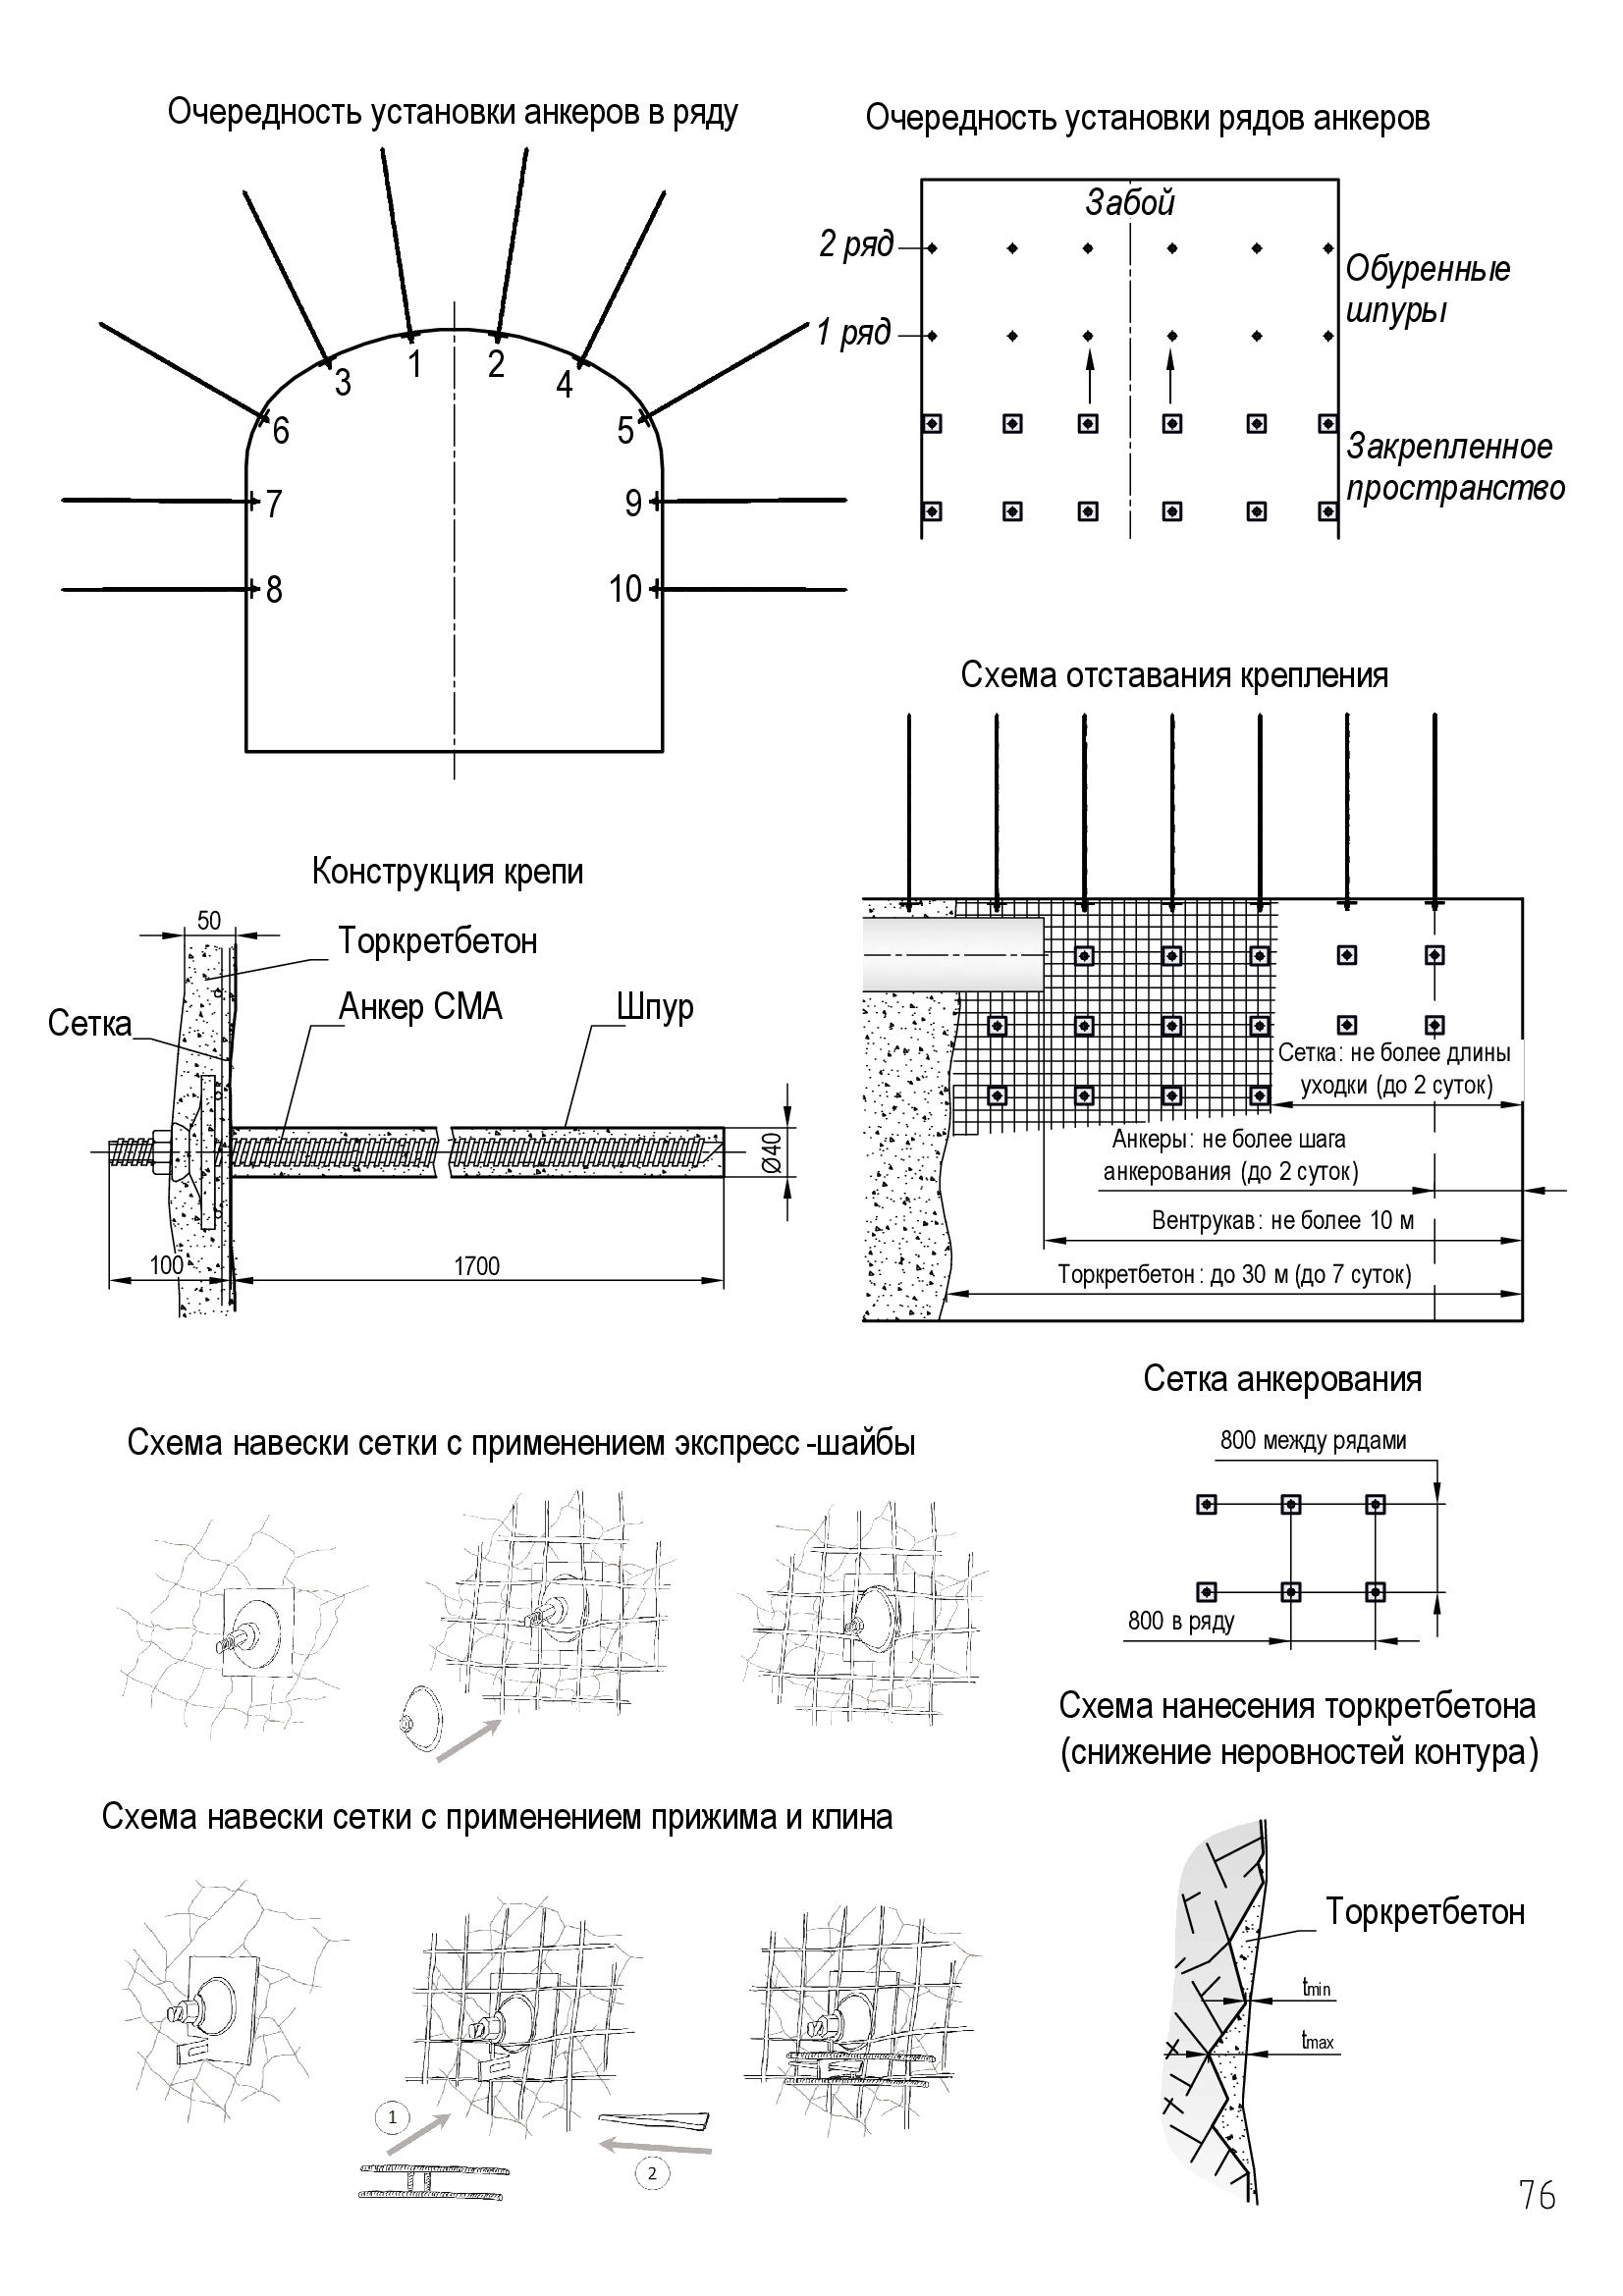 Очередность установки анкеров в ряду
1
2
3
4
6
5
7
9
8
10
Очередность установки рядов анкеров
Забой
2 ряд
Обуренные
шпуры
1 ряд
Закрепленное
пространство
Схема отставания крепления
Сетка: не более длины
уходки (до 2 суток)
Анкеры: не более шага
анкерования (до 2 суток)
Вентрукав: не более 10 м
Торкретбетон: до 30 м (до 7 суток)
Конструкция крепи
50
Торкретбетон
Анкер СМА
Шпур
Сетка
Ø40
100
1700
Сетка анкерования
800 между рядами
800 в ряду
Схема навески сетки с применением экспресс-шайбы
Схема нанесения торкретбетона
(снижение неровностей контура)
Торкретбетон
tmin
tmax
Схема навески сетки с применением прижима и клина
1
2
76